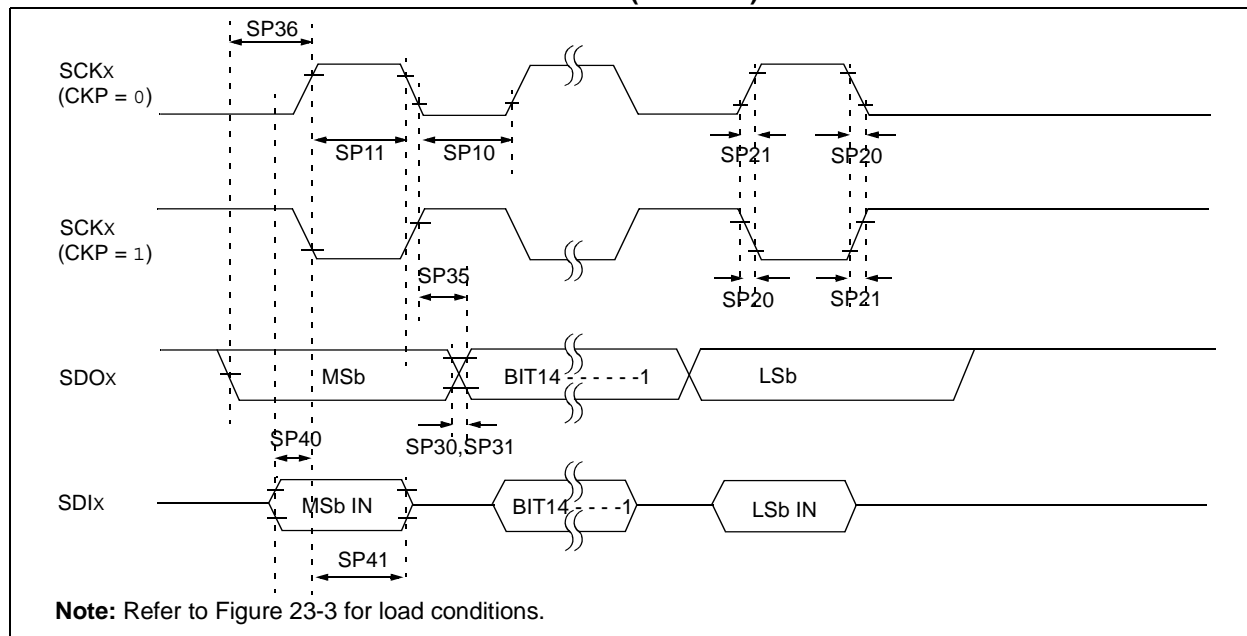 SP36
SCKX
(CKP = 0)
SP11
SP10
SP21
SP20
SCKX
(CKP = 1)
SP35
SP20
SP21
SDOX
MSb
BIT14 - - - - - -1
LSb
SP40
SP30,SP31
SDIX
MSb IN
BIT14 - - - -1
LSb IN
SP41
Note: Refer to Figure 23-3 for load conditions.